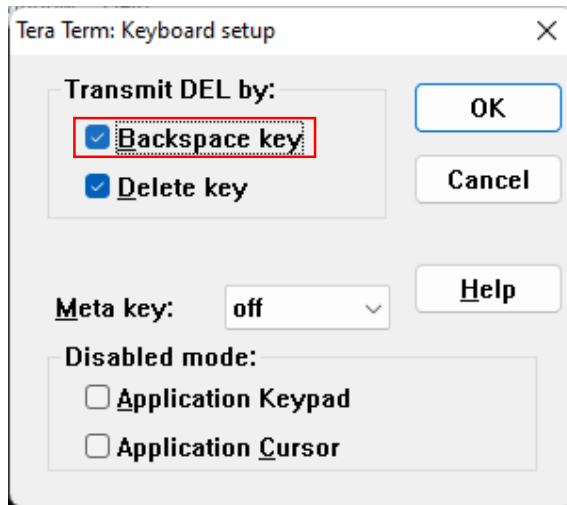 Tera Term: Keyboard setup
Transmit DEL by:
Backspace key
Delete key
OK
Cancel
Meta key:
off
Help
Disabled mode:
Application Keypad
Application Cursor